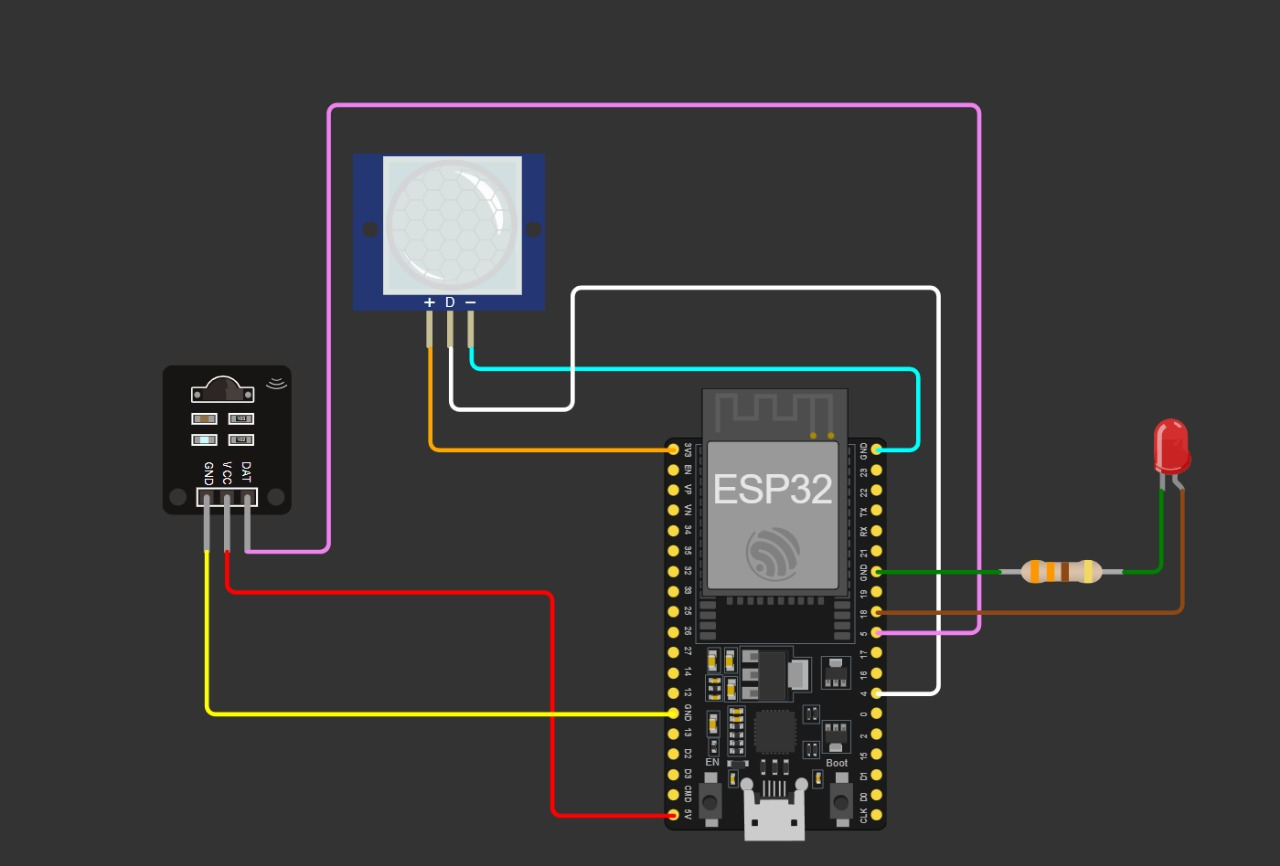 + D −
GND
VCC
DAT
ESP32
3V3
EN
VP
VN
34
35
32
33
25
26
27
14
12
GND
13
D2
D3
CMD
5V
GND
23
22
TX
RX
21
GND
19
18
5
17
16
4
0
2
15
D1
D0
CLK
EN
Boot